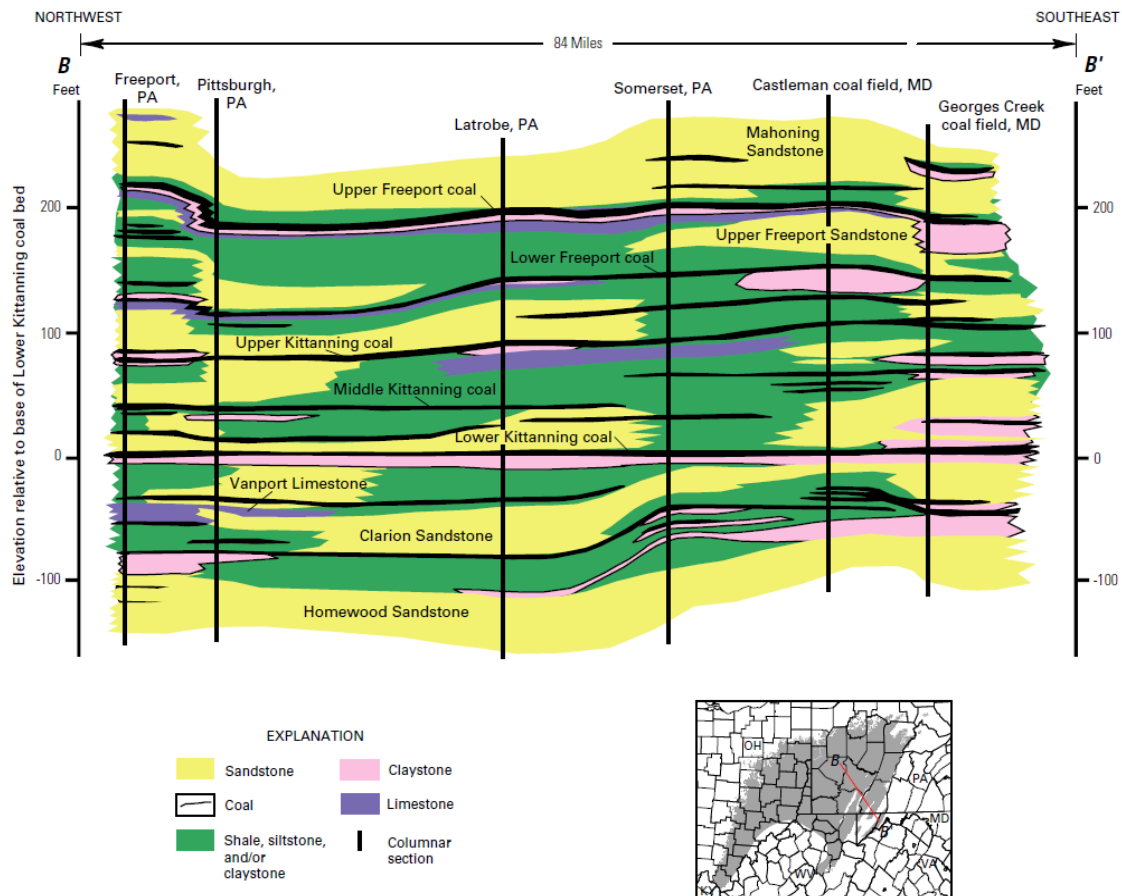 NORTHWEST
SOUTHEAST
84 Miles
B
B'
Feet
Feet
Freeport,
PA
Pittsburgh,
PA
Latrobe, PA
Somerset, PA
Castleman coal field, MD
Georges Creek
coal field, MD
Mahoning
Sandstone
Upper Freeport coal
200
200
Upper Freeport Sandstone
Lower Freeport coal
100
100
Upper Kittanning coal
Middle Kittanning coal
Lower Kittanning coal
0
0
Vanport Limestone
Clarion Sandstone
-100
-100
Homewood Sandstone
Elevation relative to base of Lower Kittanning coal bed
EXPLANATION
Sandstone
Claystone
Coal
Limestone
Shale, siltstone,
and/or
claystone
Columnar
section
OH
B
PA
MD
B'
VA
WV
KY